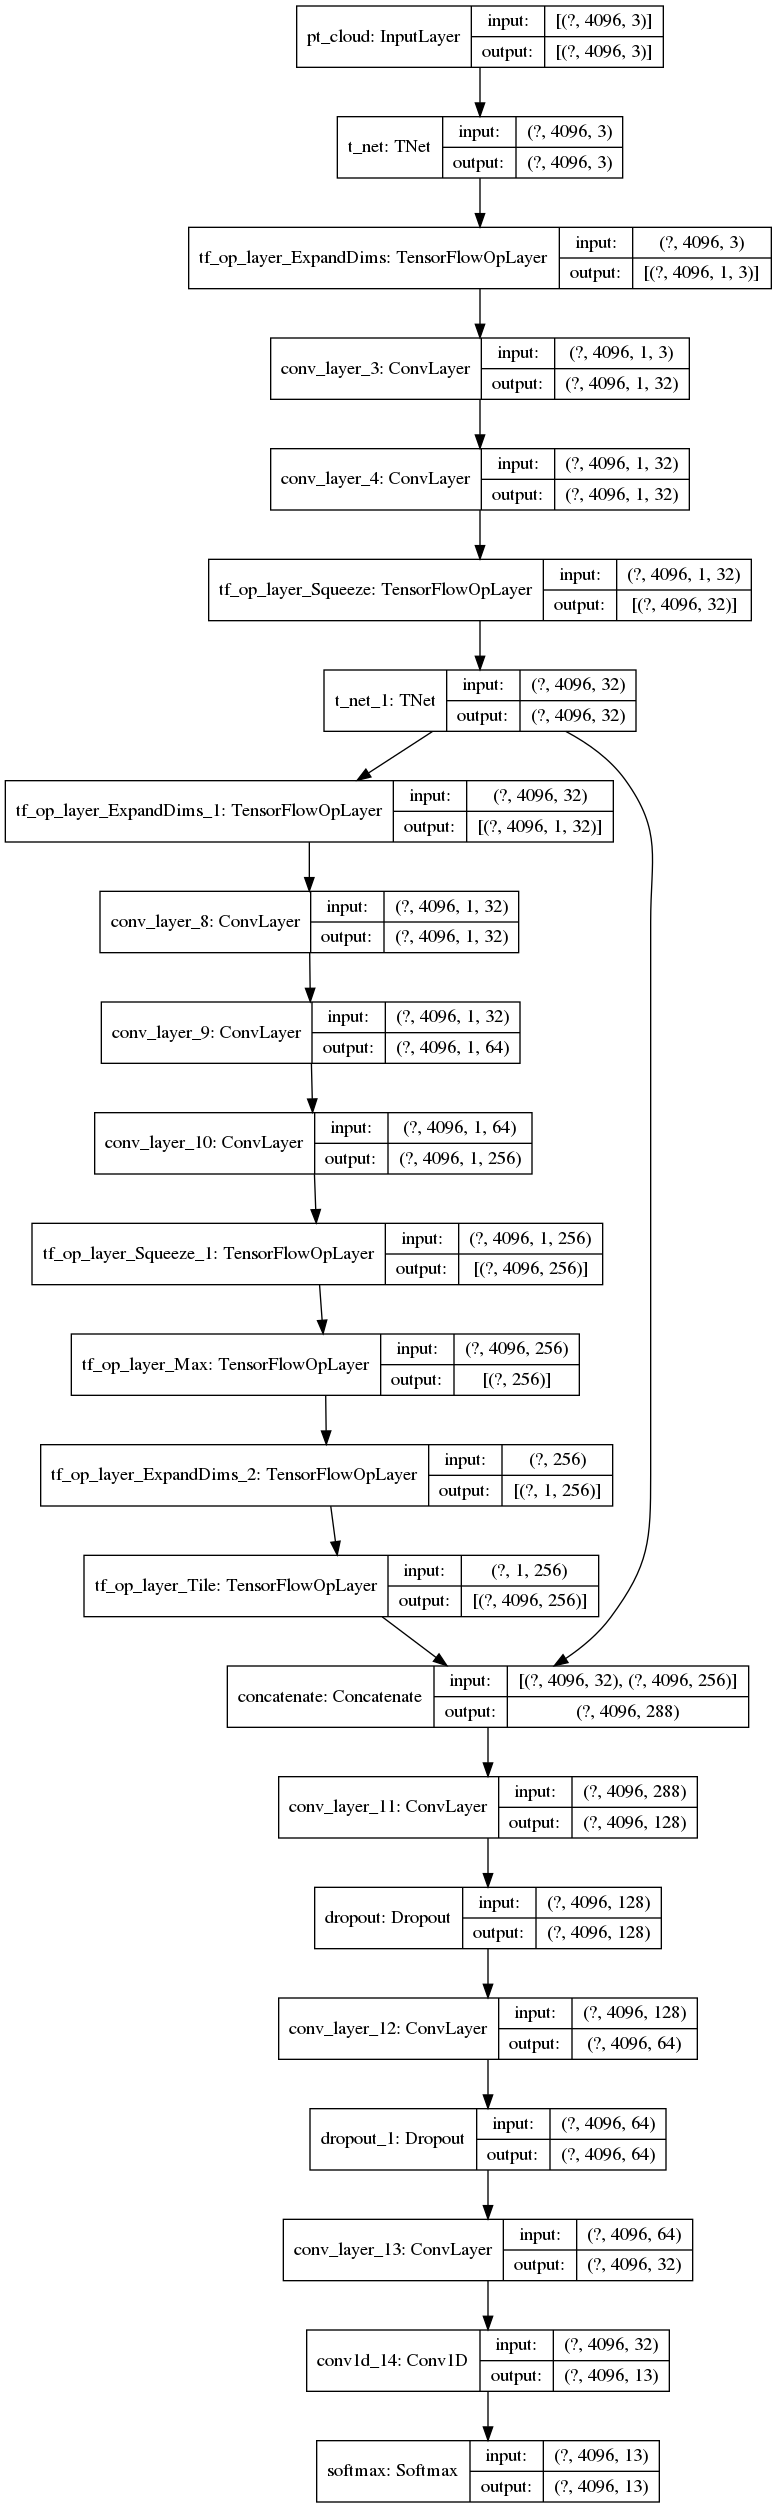 pt_cloud: InputLayer
input:
[(?, 4096, 3)]
output:
[(?, 4096, 3)]
t_net: TNet
input:
(?, 4096, 3)
output:
(?, 4096, 3)
tf_op_layer_ExpandDims: TensorFlowOpLayer
input:
(?, 4096, 3)
output:
[(?, 4096, 1, 3)]
conv_layer_3: ConvLayer
input:
(?, 4096, 1, 3)
output:
(?, 4096, 1, 32)
conv_layer_4: ConvLayer
input:
(?, 4096, 1, 32)
output:
(?, 4096, 1, 32)
tf_op_layer_Squeeze: TensorFlowOpLayer
input:
(?, 4096, 1, 32)
output:
[(?, 4096, 32)]
t_net_1: TNet
input:
(?, 4096, 32)
output:
(?, 4096, 32)
tf_op_layer_ExpandDims_1: TensorFlowOpLayer
input:
(?, 4096, 32)
output:
[(?, 4096, 1, 32)]
conv_layer_8: ConvLayer
input:
(?, 4096, 1, 32)
output:
(?, 4096, 1, 32)
conv_layer_9: ConvLayer
input:
(?, 4096, 1, 32)
output:
(?, 4096, 1, 64)
conv_layer_10: ConvLayer
input:
(?, 4096, 1, 64)
output:
(?, 4096, 1, 256)
tf_op_layer_Squeeze_1: TensorFlowOpLayer
input:
(?, 4096, 1, 256)
output:
[(?, 4096, 256)]
tf_op_layer_Max: TensorFlowOpLayer
input:
(?, 4096, 256)
output:
[(?, 256)]
tf_op_layer_ExpandDims_2: TensorFlowOpLayer
input:
(?, 256)
output:
[(?, 1, 256)]
tf_op_layer_Tile: TensorFlowOpLayer
input:
(?, 1, 256)
output:
[(?, 4096, 256)]
concatenate: Concatenate
input:
[(?, 4096, 32), (?, 4096, 256)]
output:
(?, 4096, 288)
conv_layer_11: ConvLayer
input:
(?, 4096, 288)
output:
(?, 4096, 128)
dropout: Dropout
input:
(?, 4096, 128)
output:
(?, 4096, 128)
conv_layer_12: ConvLayer
input:
(?, 4096, 128)
output:
(?, 4096, 64)
dropout_1: Dropout
input:
(?, 4096, 64)
output:
(?, 4096, 64)
conv_layer_13: ConvLayer
input:
(?, 4096, 64)
output:
(?, 4096, 32)
conv1d_14: Conv1D
input:
(?, 4096, 32)
output:
(?, 4096, 13)
softmax: Softmax
input:
(?, 4096, 13)
output:
(?, 4096, 13)